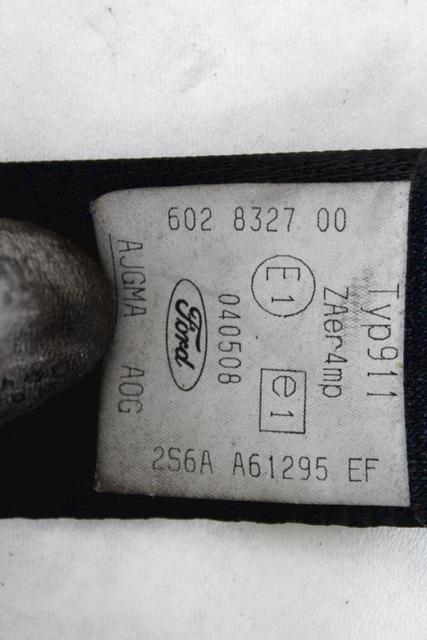 602 8327 00
Typ911
ZAer4mp
E1
e1
040508
Ford
AJGMA AOG
2S6A A61295 EF